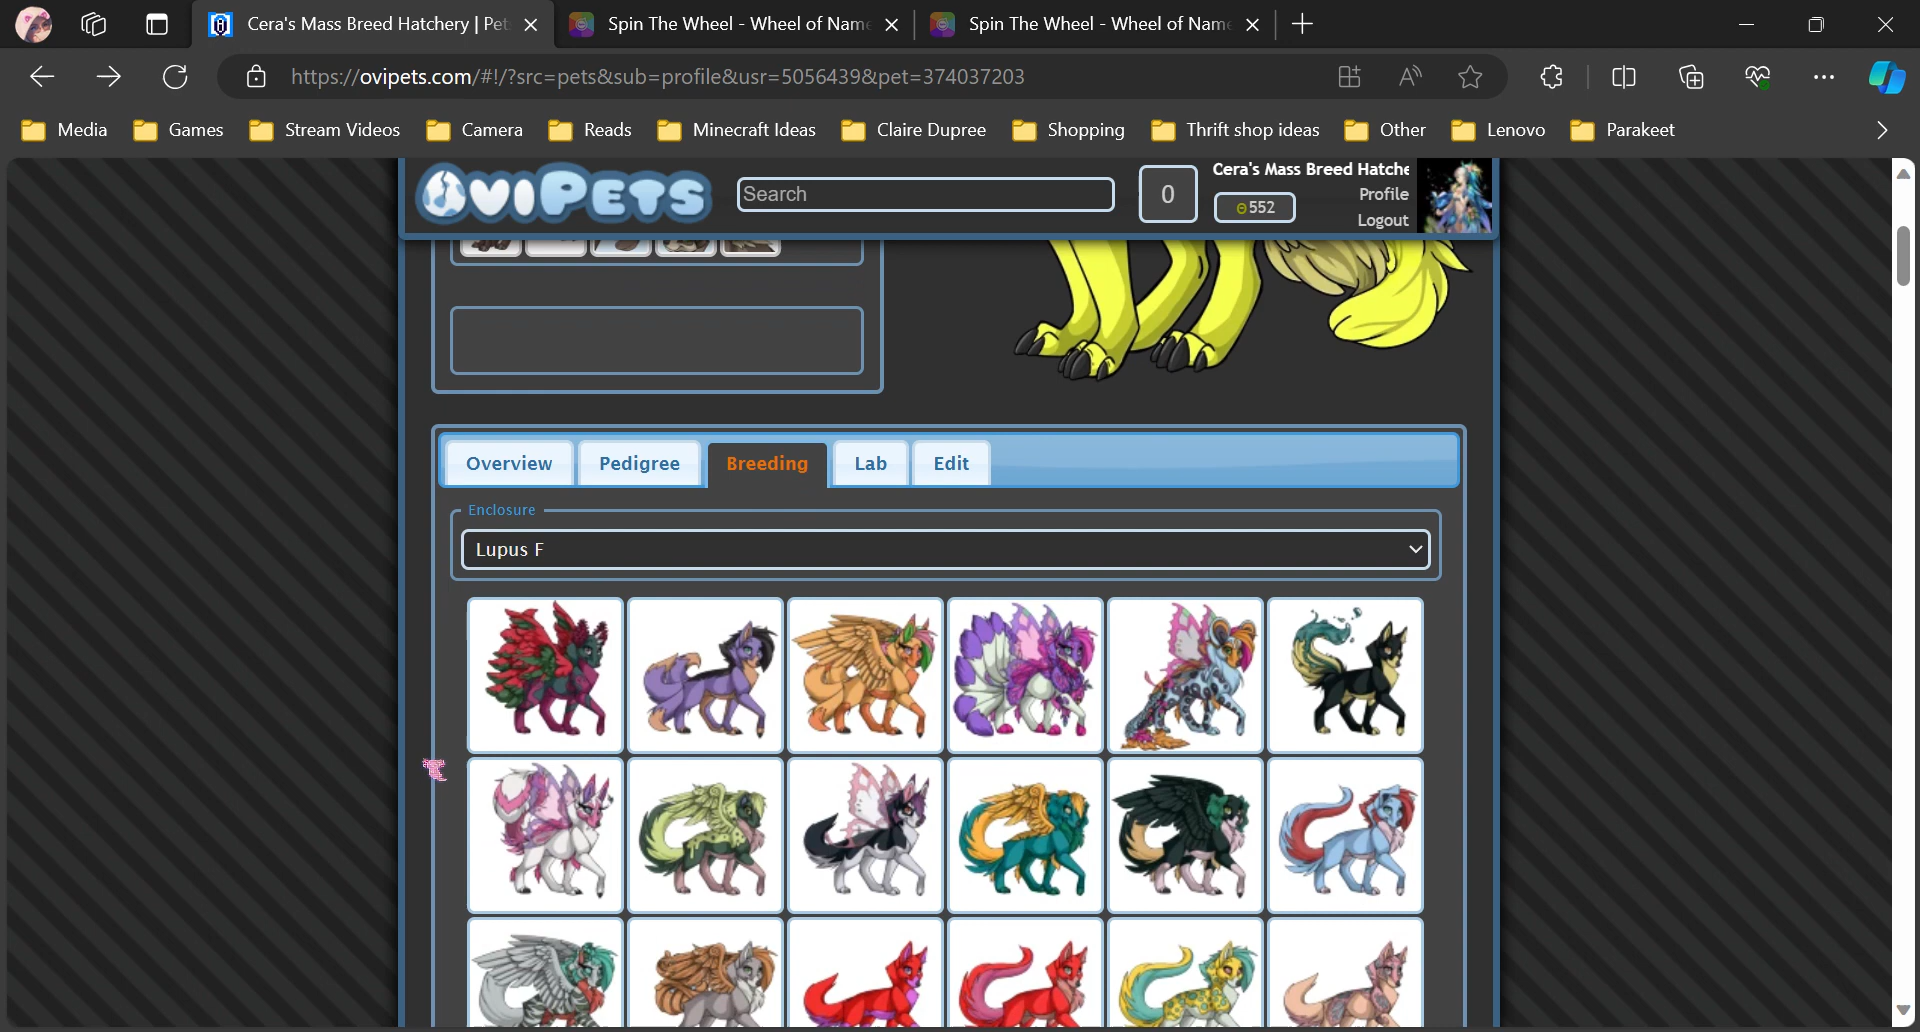 Cera's Mass Breed Hatchery | Pet
Spin The Wheel - Wheel of Name
Spin The Wheel - Wheel of Name
https://ovipets.com/#!/?src=pets&sub=profile&usr=5056439&pet=374037203
Media
Games
Stream Videos
Camera
Reads
Minecraft Ideas
Claire Dupree
Shopping
Thrift shop ideas
Other
Lenovo
Parakeet
OviPets
Search
0
Cera's Mass Breed Hatche
552
Profile
Logout
Overview
Pedigree
Breeding
Lab
Edit
Enclosure
Lupus F